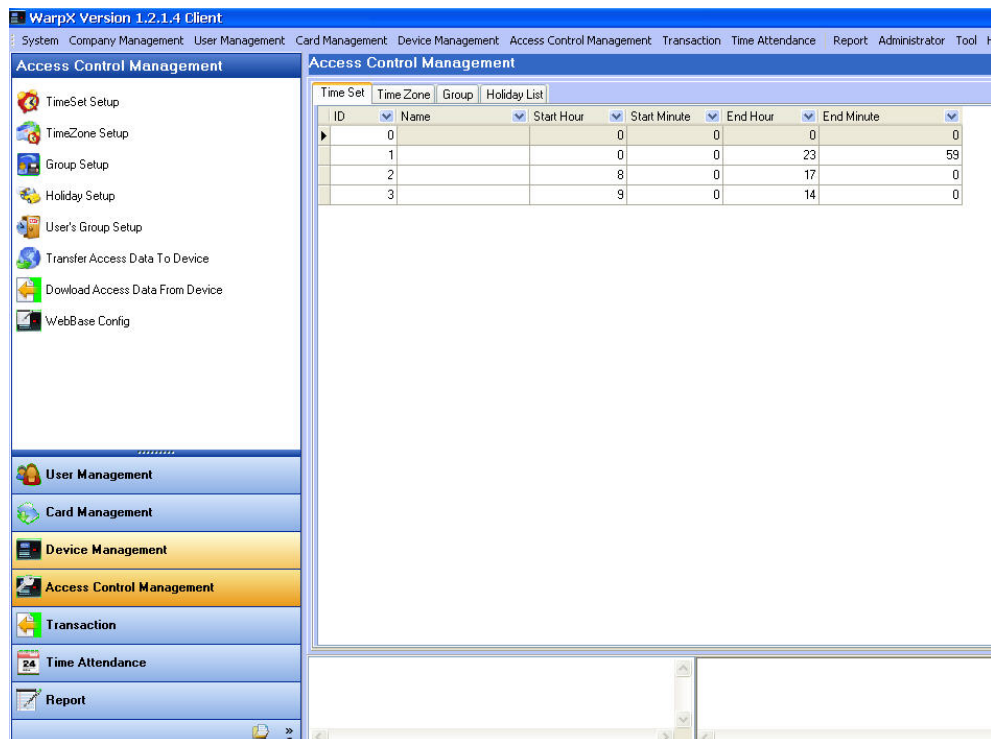 WarpX Version 1.2.1.4 Client
System Company Management User Management Card Management Device Management Access Control Management Transaction Time Attendance Report Administrator Tool
Access Control Management
TimeSet Setup
TimeZone Setup
Group Setup
Holiday Setup
User's Group Setup
Transfer Access Data To Device
Dowload Access Data From Device
WebBase Config
User Management
Card Management
Device Management
Access Control Management
Transaction
24 Time Attendance
Report
»
Access Control Management
Time Set Time Zone Group Holiday List
ID Name Start Hour Start Minute End Hour End Minute
0 0 0 0 0
1 0 0 23 59
2 8 0 17 0
3 9 0 14 0